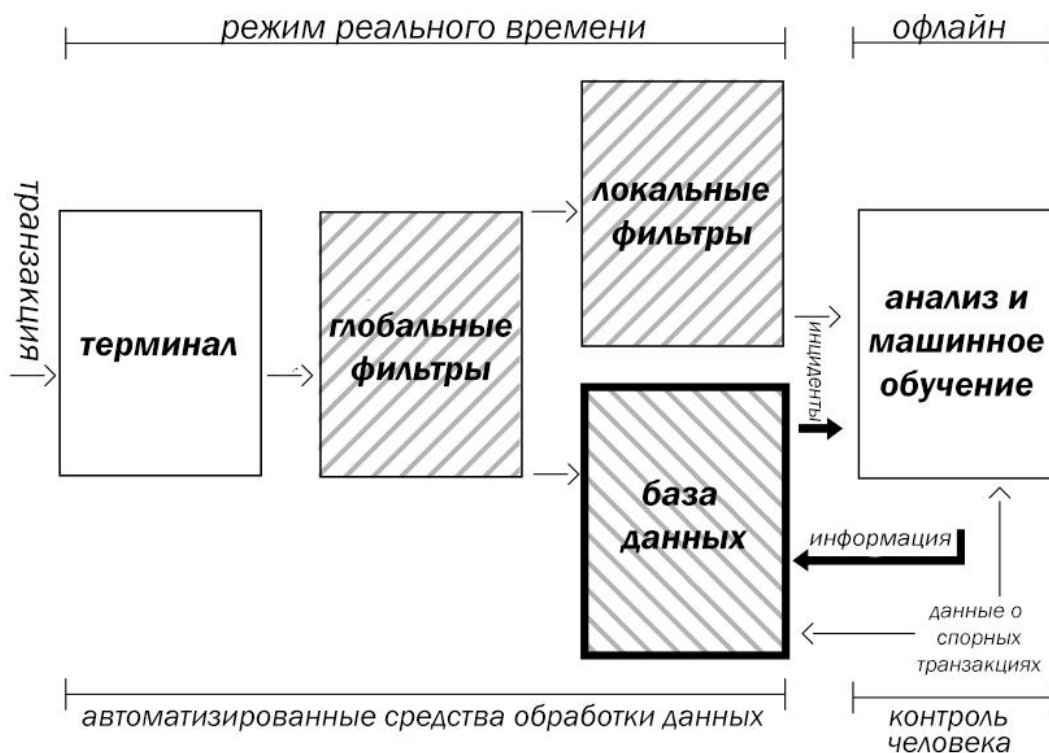 режим реального времени
офлайн
транзакция
терминал
глобальные
фильтры
локальные
фильтры
база
данных
инциденты
анализ и
машинное
обучение
информация
данные о
спорных
транзакциях
автоматизированные средства обработки данных
контроль
человека